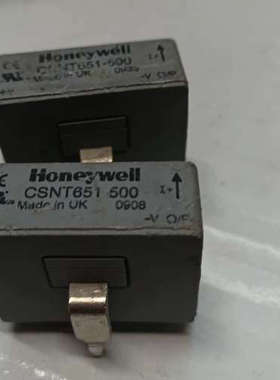 Honeywell
CSNT651-500
Made in UK
I+
-V O/P
Honeywell
CSNT651-500
Made in UK 0908
I+
-V O/P